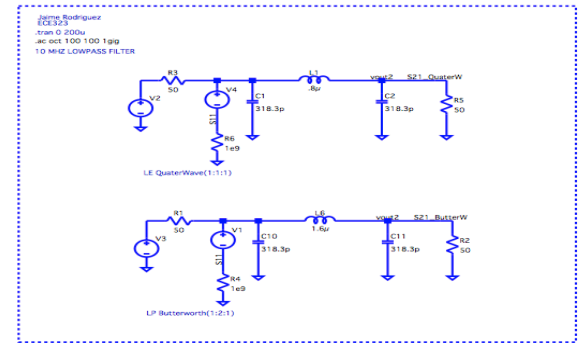 Jaime Rodriguez
ECE323
.tran 0 200u
.ac oct 100 100 1gig
10 MHZ LOWPASS FILTER
R3
50
V2
V4
S11
R6
1e9
C1
318.3p
L1
.8µ
vout2 S21_QuaterW
C2
318.3p
R5
50
LE QuaterWave(1:1:1)
R1
50
V3
V1
S11
R4
1e9
C10
318.3p
L6
1.6µ
vout2 S21_ButterW
C11
318.3p
R2
50
LP Butterworth(1:2:1)